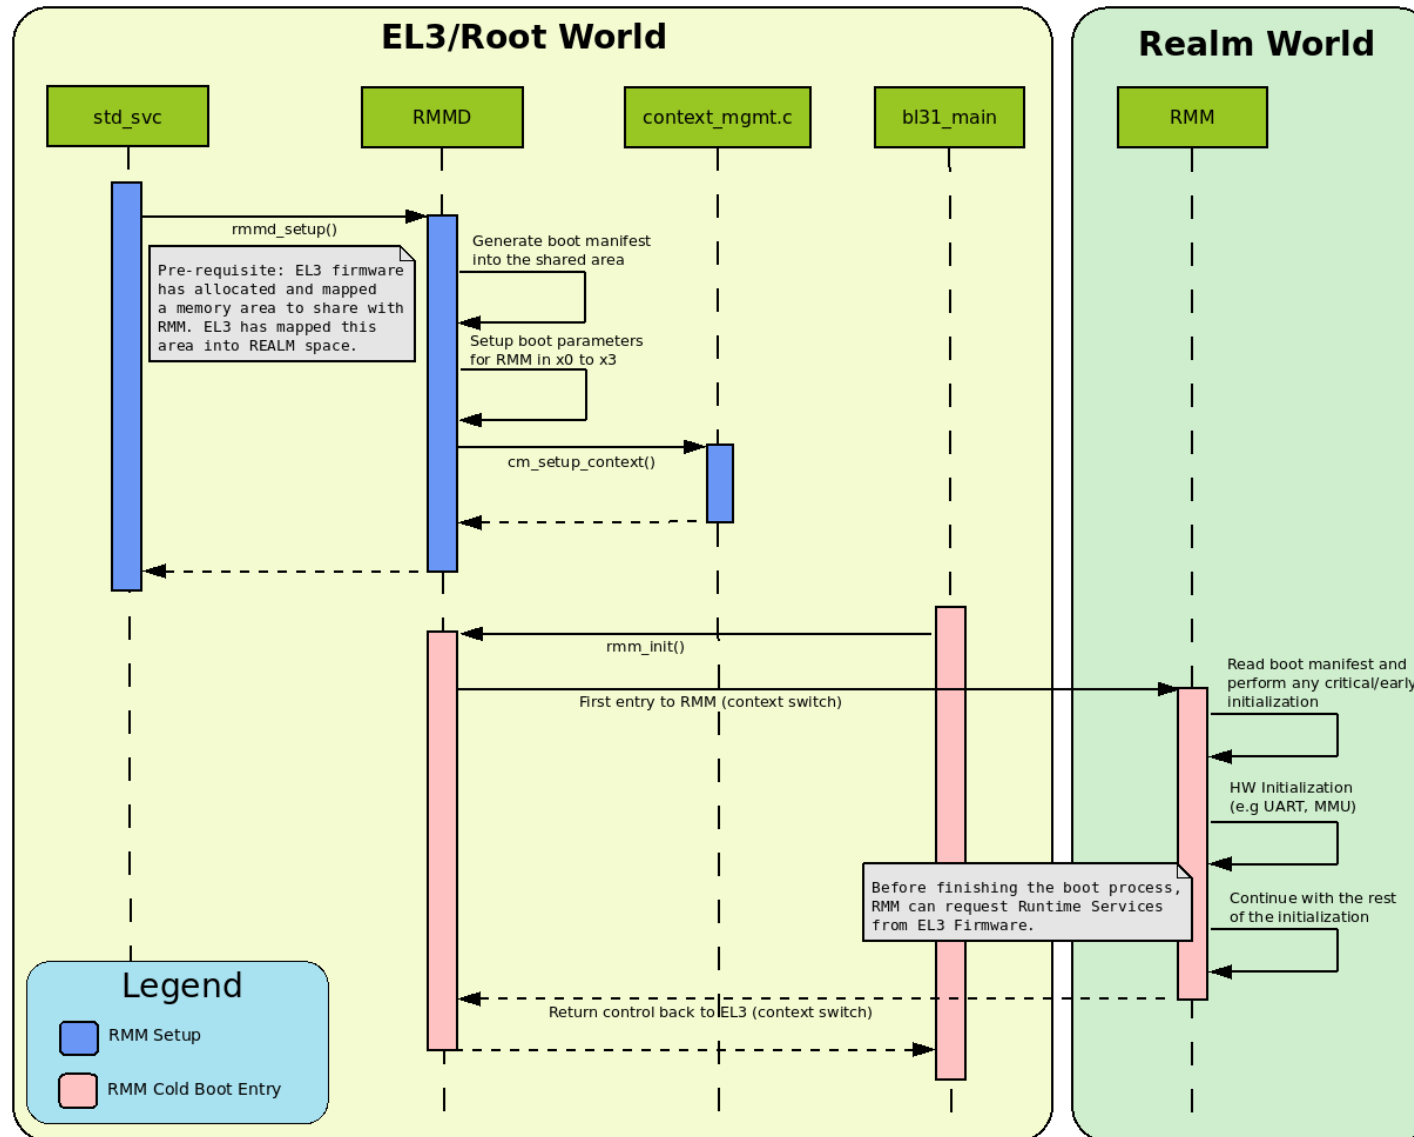 EL3/Root World
Realm World
std_svc
RMMD
context_mgmt.c
bl31_main
RMM
rmmd_setup()
Pre-requisite: EL3 firmware
has allocated and mapped
a memory area to share with
RMM. EL3 has mapped this
area into REALM space.
Generate boot manifest
into the shared area
Setup boot parameters
for RMM in x0 to x3
cm_setup_context()
rmm_init()
First entry to RMM (context switch)
Read boot manifest and
perform any critical/early
initialization
HW Initialization
(e.g UART, MMU)
Before finishing the boot process,
RMM can request Runtime Services
from EL3 Firmware.
Continue with the rest
of the initialization
Return control back to EL3 (context switch)
Legend
RMM Setup
RMM Cold Boot Entry